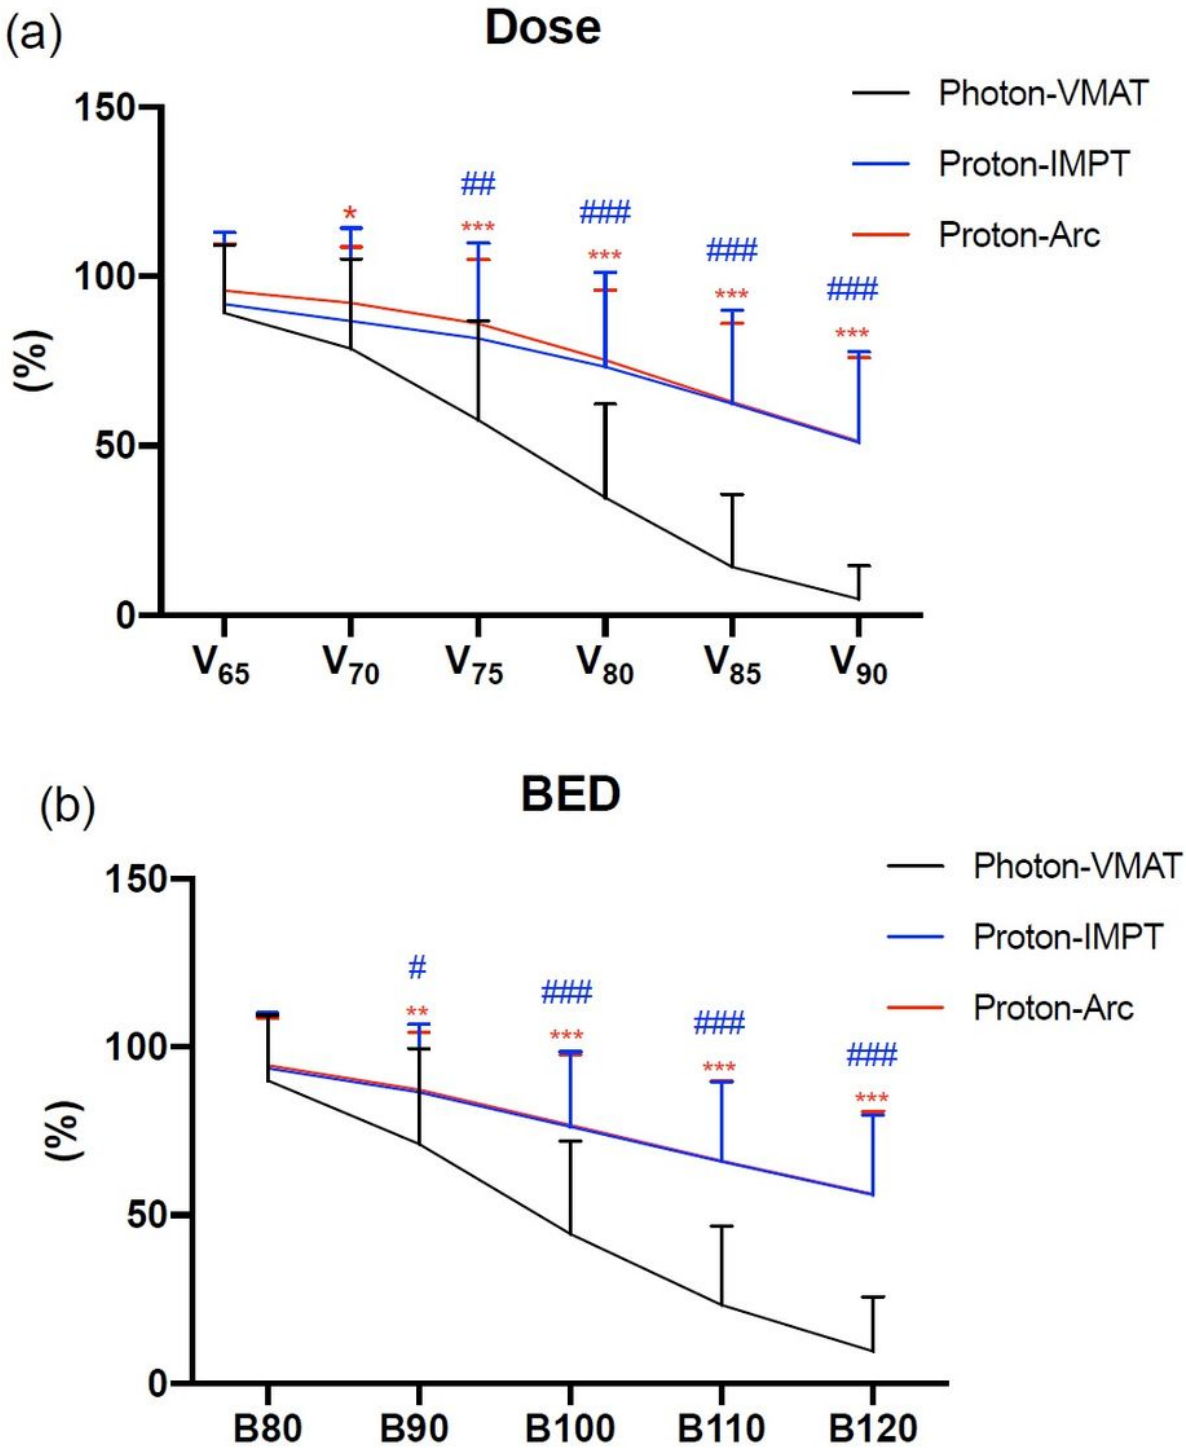 (a)
Dose
Photon-VMAT
Proton-IMPT
Proton-Arc
150
100
50
0
(%)
*
##
***
###
***
###
***
###
***
V65 V70 V75 V80 V85 V90
(b)
BED
Photon-VMAT
Proton-IMPT
Proton-Arc
150
100
50
0
(%)
#
**
###
***
###
***
###
***
B80 B90 B100 B110 B120